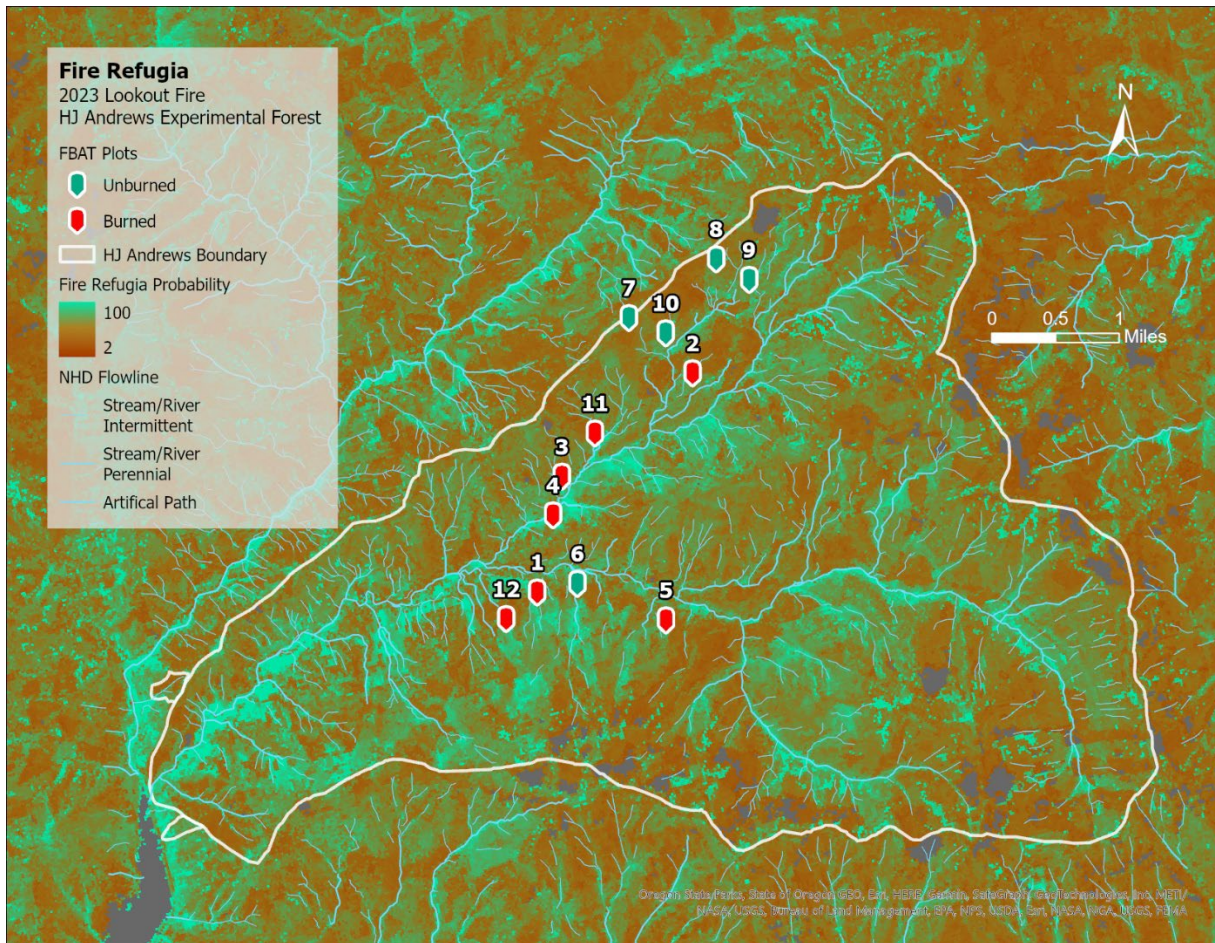 Fire Refugia
2023 Lookout Fire
HJ Andrews Experimental Forest
FBAT Plots
Unburned
Burned
HJ Andrews Boundary
Fire Refugia Probability
100
2
NHD Flowline
Stream/River
Intermittent
Stream/River
Perennial
Artifical Path
N
0 0.5 1
Miles
8
9
7
10
2
11
3
4
1
6
12
5
Oregon State Parks, State of Oregon GEO, Esri, HERE, Garmin, SafeGraph, GeoTechnologies, Inc, METI/
NASA, USGS, Bureau of Land Management, EPA, NPS, USDA, Esri, NASA, NGA, USGS, FEMA